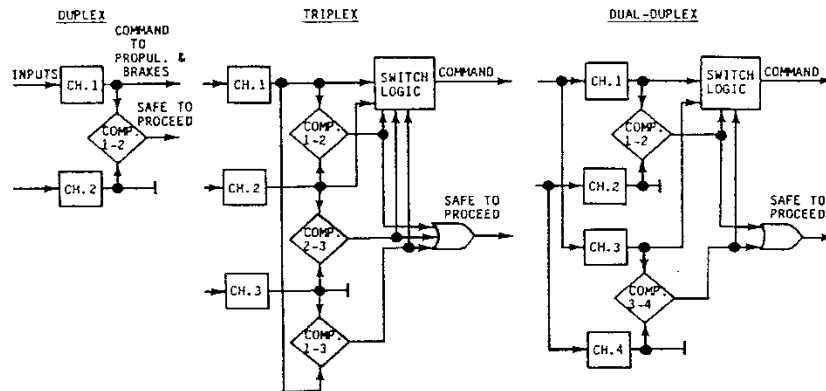 DUPLEX
COMMAND
TO
PROPUL. &
BRAKES
INPUTS
CH.1
SAFE TO
PROCEED
COMP.
1-2
CH.2
TRIPLEX
CH.1
SWITCH
LOGIC
COMMAND
COMP.
1-2
CH.2
SAFE TO
PROCEED
COMP.
2-3
CH.3
COMP.
1-3
DUAL-DUPLEX
CH.1
SWITCH
LOGIC
COMMAND
COMP.
1-2
CH.2
SAFE TO
PROCEED
CH.3
COMP.
3-4
CH.4